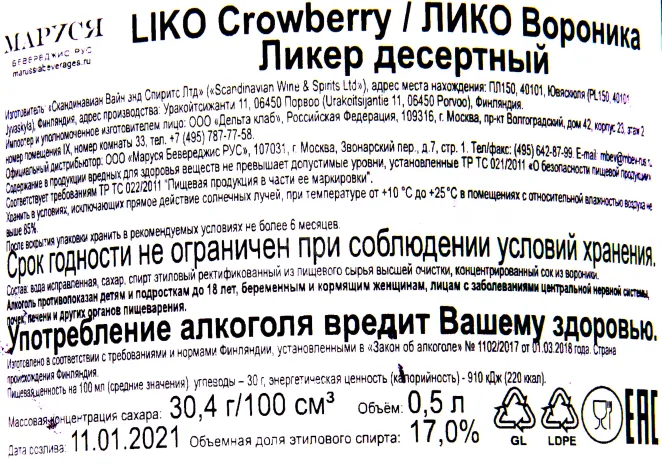 МАРУСЯ
БЕВЕРЕДЖИС РУС
marussiabeverages.ru
LIKO Crowberry / ЛИКО Вороника
Ликер десертный
Изготовитель: «Скандинавиан Вайн энд Спиритс Лтд» («Scandinavian Wine & Spirits Ltd»), адрес места нахождения: ПЛ150, 40101, Ювяскюля (PL150, 40101,
Jyvaskyla), Финляндия, адрес производства: Уракойтсижанти 11, 06450 Порвоо (Urakoitsijantie 11, 06450 Porvoo), Финляндия.
Импортер и уполномоченное изготовителем лицо: ООО «Дельта клаб», Российская Федерация, 109316, г. Москва, пр-кт Волгоградский, дом 42, корпус 23, этаж 2
номер помещения IX, номер комнаты 33, тел. +7 (495) 787-77-58.
Официальный дистрибьютор: ООО «Маруся Бевереджис РУС», 107031, г. Москва, Звонарский пер., д.7, стр. 1. Тел/факс: (495) 642-87-99. E-mail:
Содержание в продукции вредных для здоровья веществ не превышает допустимые уровни, установленные ТР ТС 021/2011 «О безопасности пищевой продукции»
Соответствует требованиям ТР ТС 022/2011 "Пищевая продукция в части ее маркировки".
Хранить в условиях, исключающих прямое действие солнечных лучей, при температуре от +10 °С до +25°С в помещениях с относительной влажностью воздуха не
выше 85%.
После вскрытия упаковки хранить в рекомендуемых условиях не более 6 месяцев.
Срок годности не ограничен при соблюдении условий хранения.
Состав: вода исправленная, сахар, спирт этиловый ректификованный из пищевого сырья высшей очистки, концентрированный сок из вороники.
Алкоголь противопоказан детям и подросткам до 18 лет, беременным и кормящим женщинам, лицам с заболеваниями центральной нервной системы,
почек, печени и других органов пищеварения.
Употребление алкоголя вредит Вашему здоровью.
Изготовлено в соответствии с требованиями и нормами Финляндии, установленными в «Закон об алкоголе» № 1102/2017 от 01.03.2018 года. Страна
происхождения Финляндия.
Пищевая ценность на 100 мл (средние значения): углеводы – 30 г, энергетическая ценность (калорийность) - 910 кДж (220 ккал).
Массовая концентрация сахара: 30,4 г/100 см³ Объём: 0,5 л
Дата розлива: 11.01.2021 Объемная доля этилового спирта: 17,0%
GL LDPE EAC